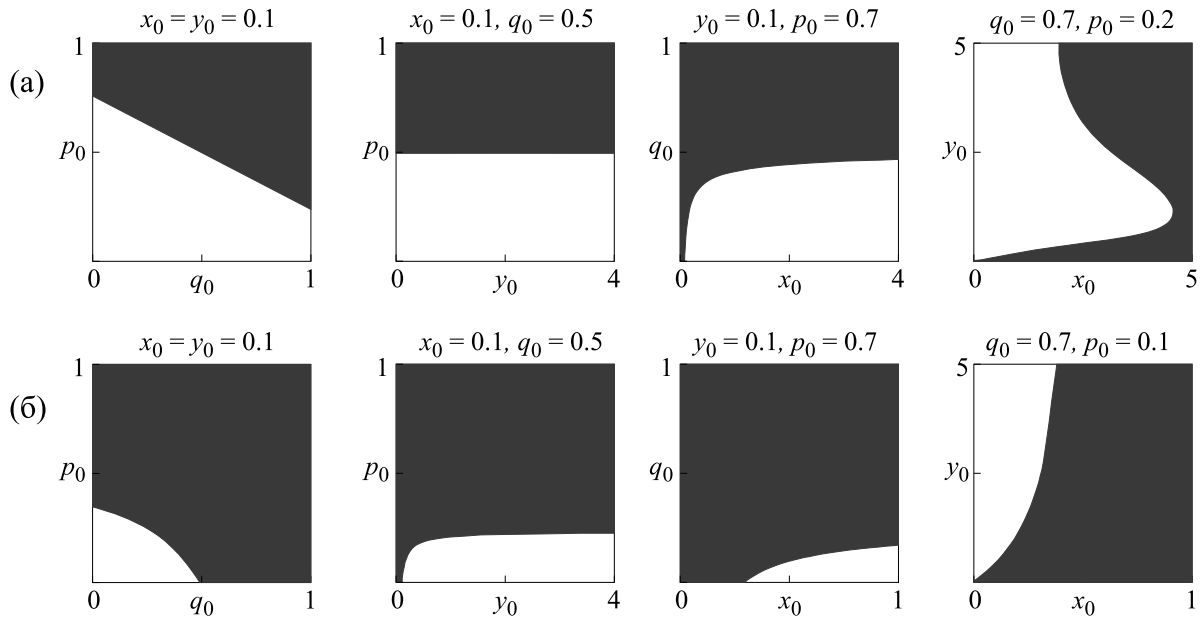 x₀ = y₀ = 0.1
x₀ = 0.1, q₀ = 0.5
y₀ = 0.1, p₀ = 0.7
q₀ = 0.7, p₀ = 0.2
(а)
1
p₀
0
q₀
1
1
p₀
0
y₀
4
1
q₀
0
x₀
4
5
y₀
0
x₀
5
x₀ = y₀ = 0.1
x₀ = 0.1, q₀ = 0.5
y₀ = 0.1, p₀ = 0.7
q₀ = 0.7, p₀ = 0.1
(б)
1
p₀
0
q₀
1
1
p₀
0
y₀
4
1
q₀
0
x₀
1
5
y₀
0
x₀
1